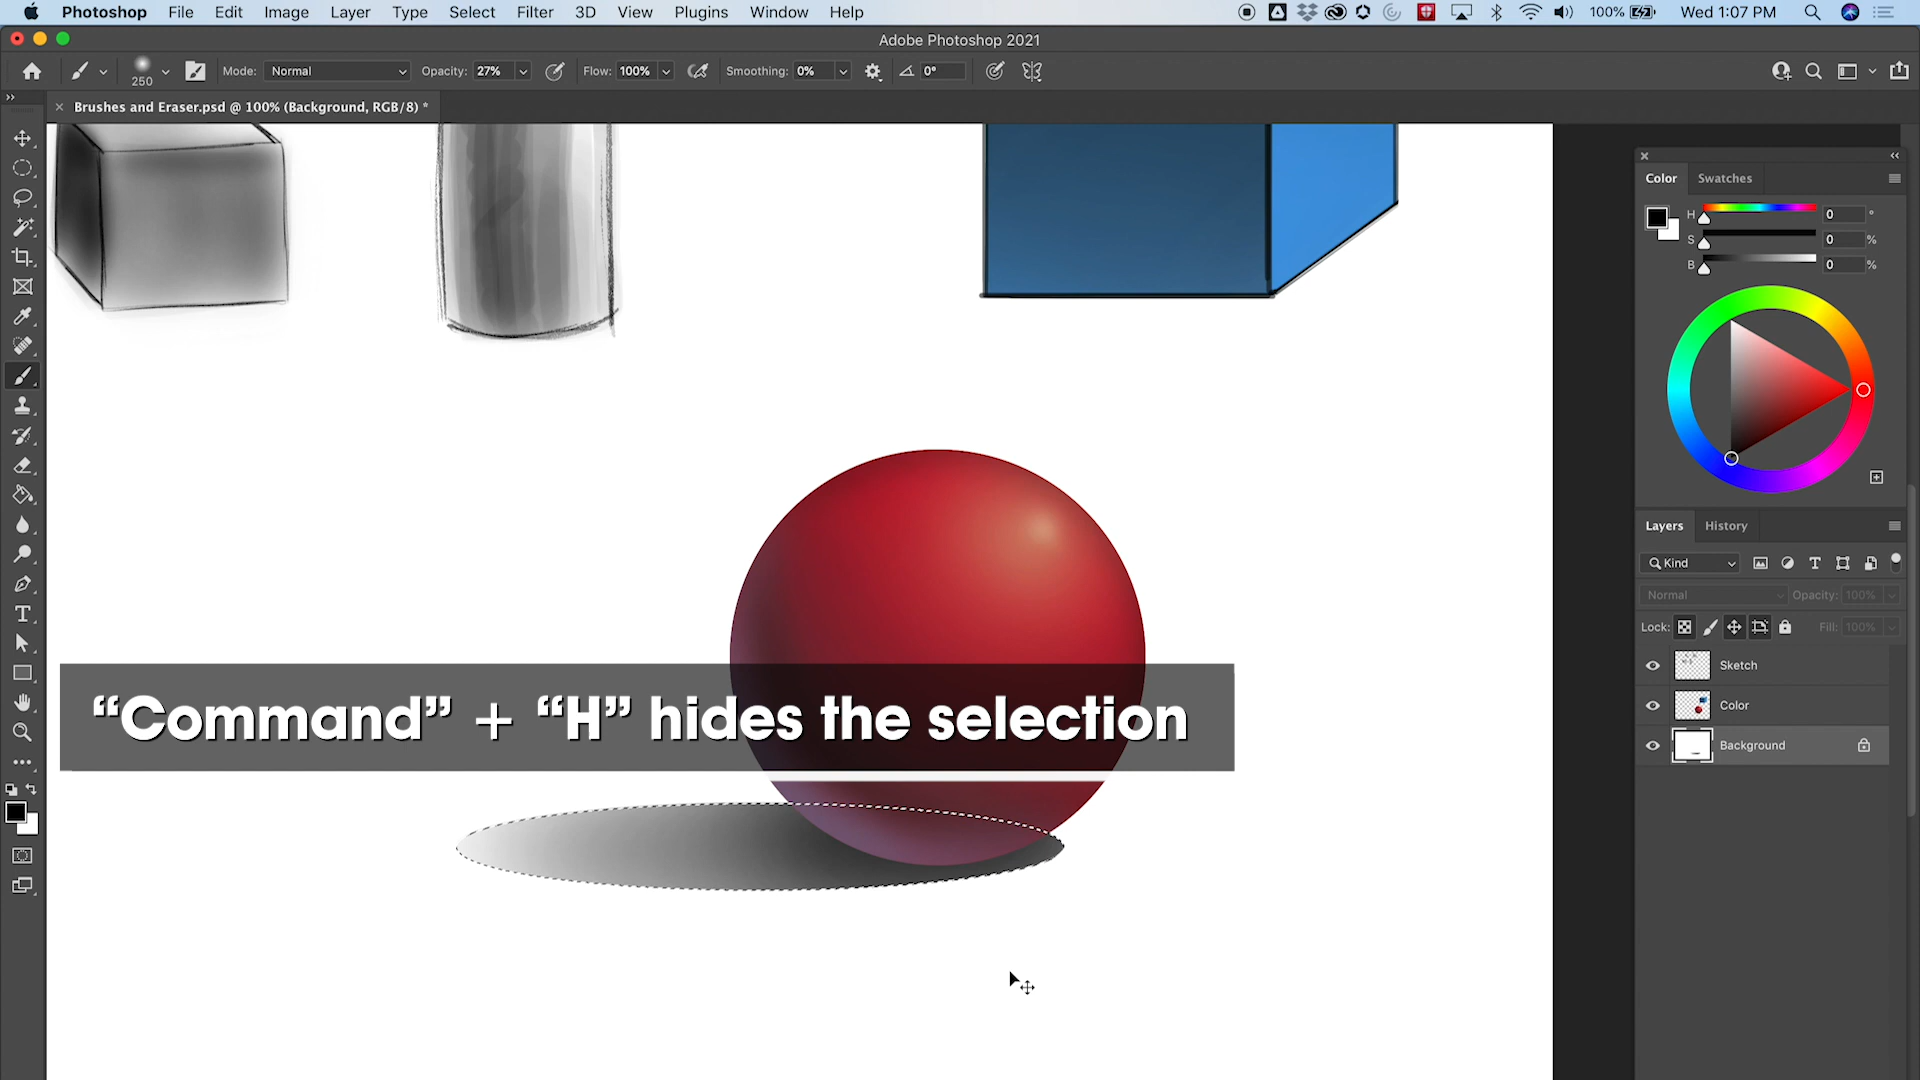 Photoshop File Edit Image Layer Type Select Filter 3D View Plugins Window Help 100% Wed 1:07 PM
Adobe Photoshop 2021
250 Mode: Normal Opacity: 27% Flow: 100% Smoothing: 0% 0°
Brushes and Eraser.psd @ 100% (Background, RGB/8) *
Color Swatches
H 0 °
S 0 %
B 0 %
“Command” + “H” hides the selection
Layers History
Kind
Normal Opacity: 100%
Lock: Fill: 100%
Sketch
Color
Background